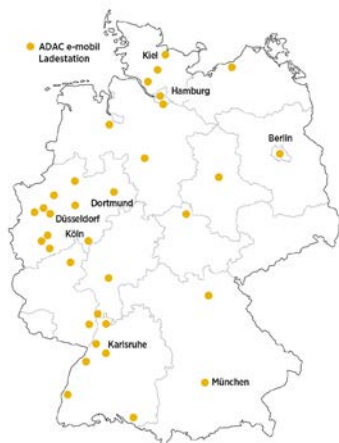 ADAC e-mobil
Ladestation
Kiel
Hamburg
Berlin
Dortmund
Düsseldorf
Köln
Karlsruhe
München